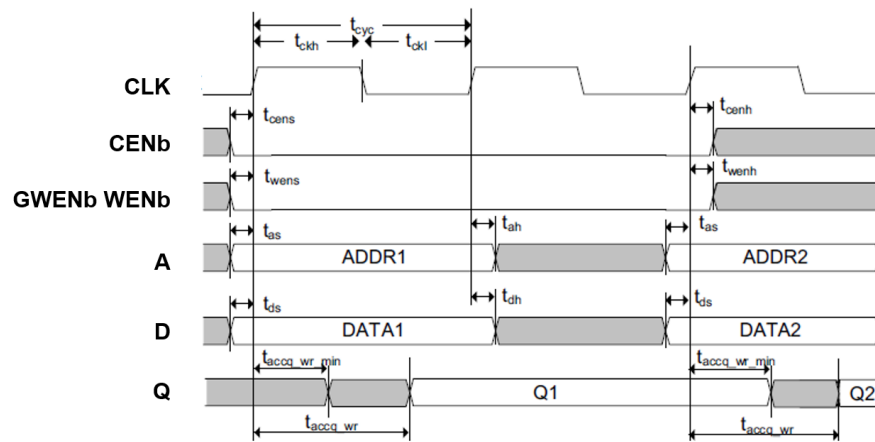 tcyc
tckh tckl
CLK
tcens tcenh
CENb
twens twenh
GWENb WENb
tas tah tas
A ADDR1 ADDR2
tds tdh tds
D DATA1 DATA2
taccq_wr_min taccq_wr_min
Q Q1 Q2
taccq_wr taccq_wr